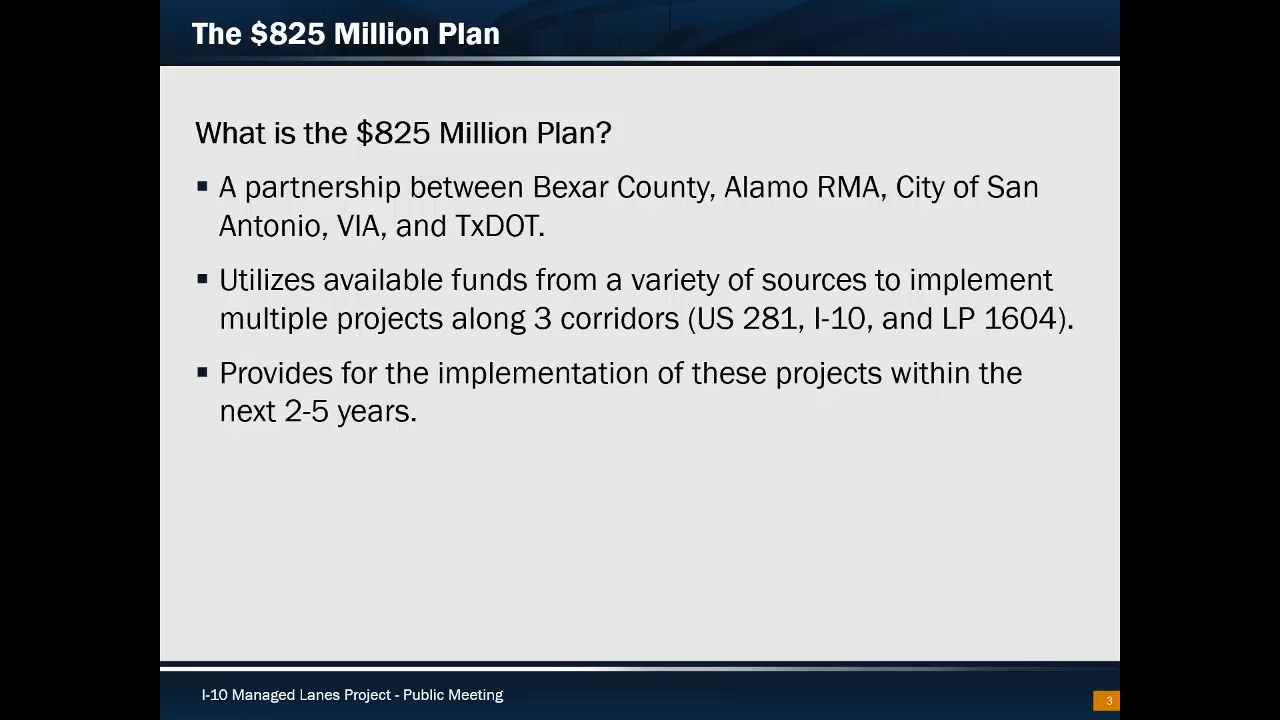 The $825 Million Plan
What is the $825 Million Plan?
▪ A partnership between Bexar County, Alamo RMA, City of San
Antonio, VIA, and TxDOT.
▪ Utilizes available funds from a variety of sources to implement
multiple projects along 3 corridors (US 281, I-10, and LP 1604).
▪ Provides for the implementation of these projects within the
next 2-5 years.
I-10 Managed Lanes Project - Public Meeting
3